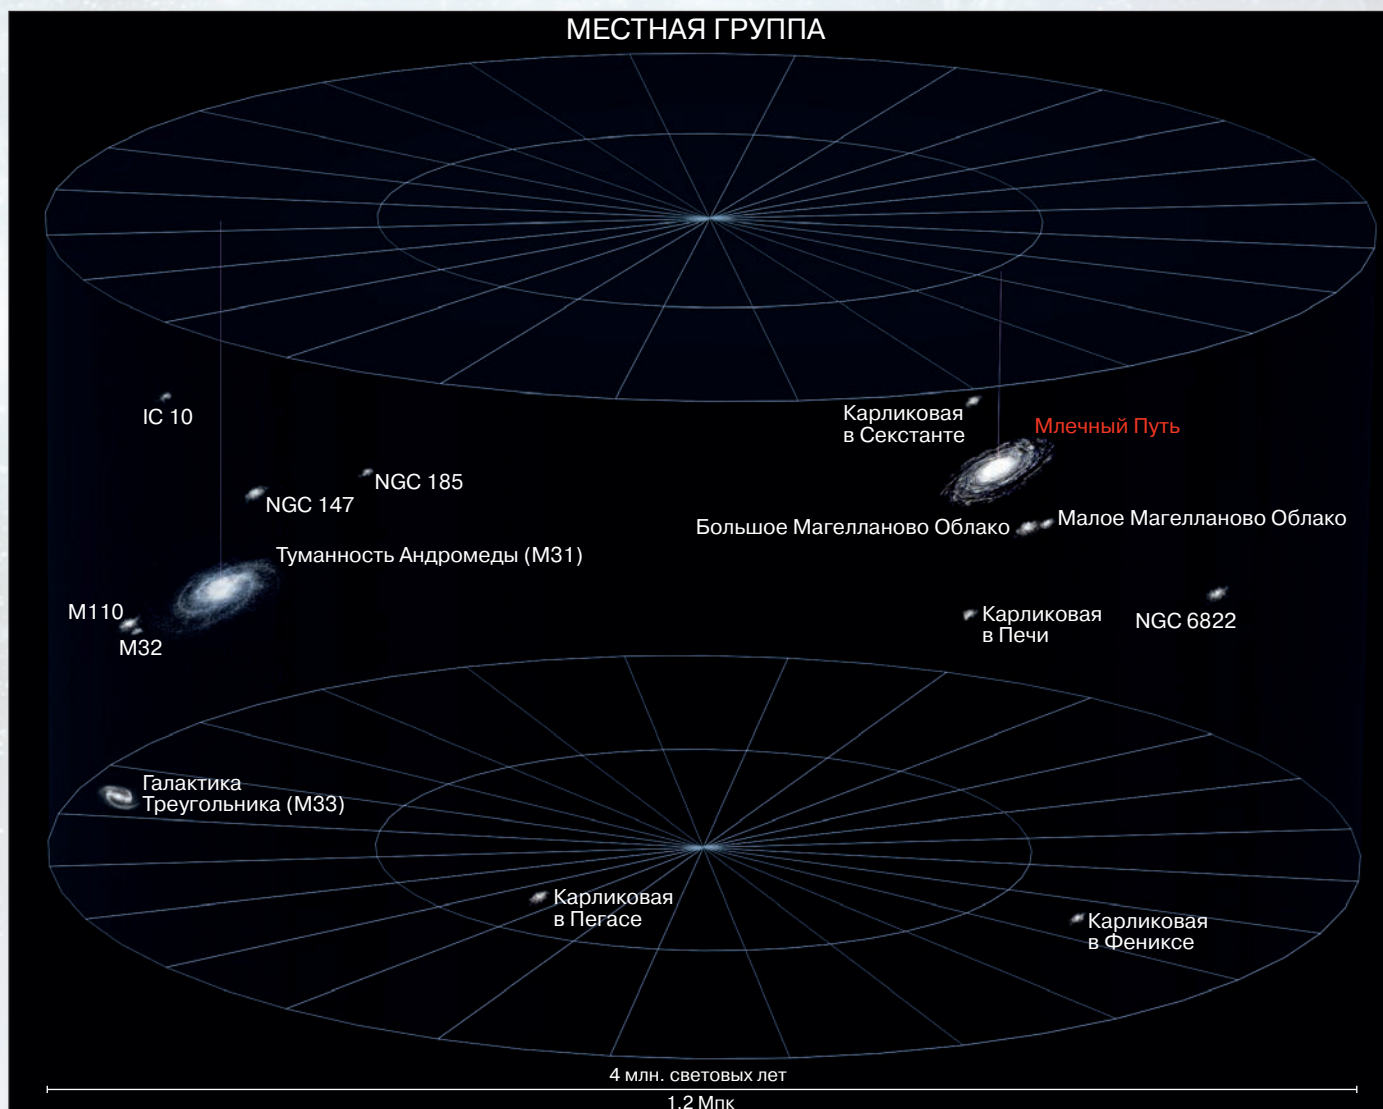 МЕСТНАЯ ГРУППА
IC 10
Карликовая
в Секстанте
Млечный Путь
NGC 185
NGC 147
Большое Магелланово Облако
Малое Магелланово Облако
Туманность Андромеды (M31)
M110
M32
Карликовая
в Печи
NGC 6822
Галактика
Треугольника (M33)
Карликовая
в Пегасе
Карликовая
в Фениксе
4 млн. световых лет
1.2 Мпк